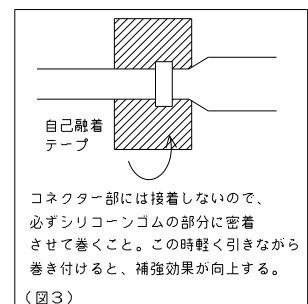 自己融着
テープ
コネクター部には接着しないので、
必ずシリコーンゴムの部分に密着
させて巻くこと。この時軽く引きながら
巻き付けると、補強効果が向上する。
(図3)